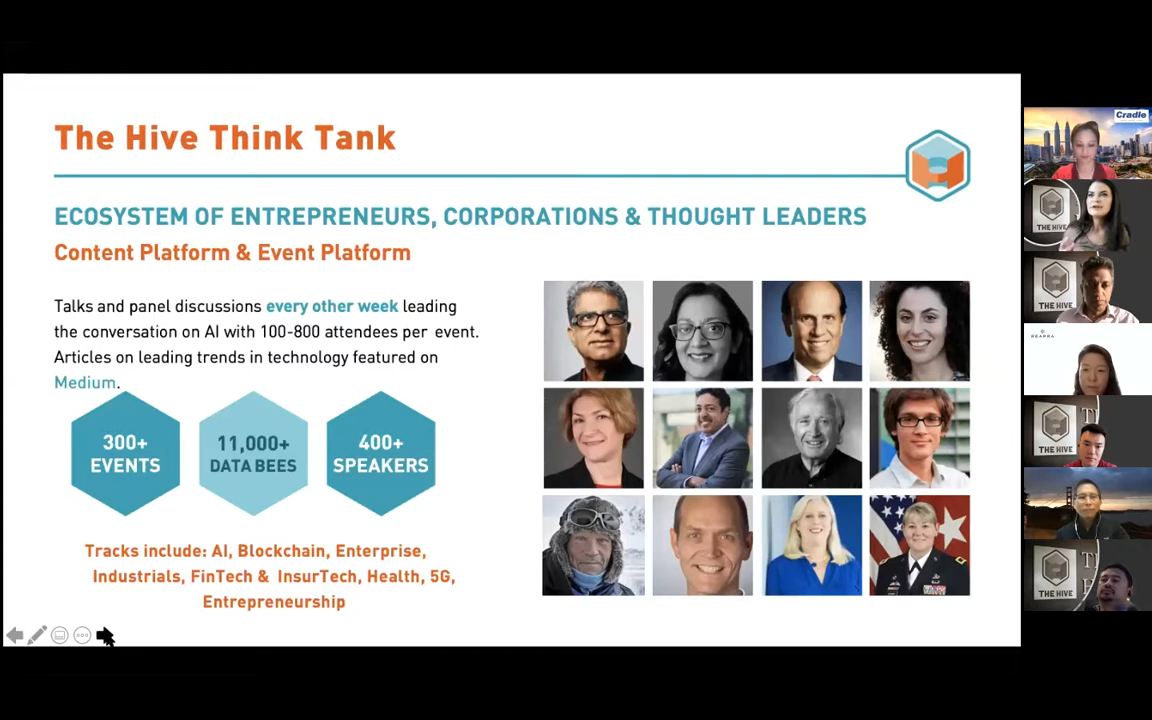 The Hive Think Tank
ECOSYSTEM OF ENTREPRENEURS, CORPORATIONS & THOUGHT LEADERS
Content Platform & Event Platform
Talks and panel discussions every other week leading
the conversation on AI with 100-800 attendees per event.
Articles on leading trends in technology featured on
Medium.
300+
EVENTS
11,000+
DATA BEES
400+
SPEAKERS
Tracks include: AI, Blockchain, Enterprise,
Industrials, FinTech & InsurTech, Health, 5G,
Entrepreneurship
Cradle
THE HIVE
THE HIVE
REAPRA
THE HIVE
THE HIVE